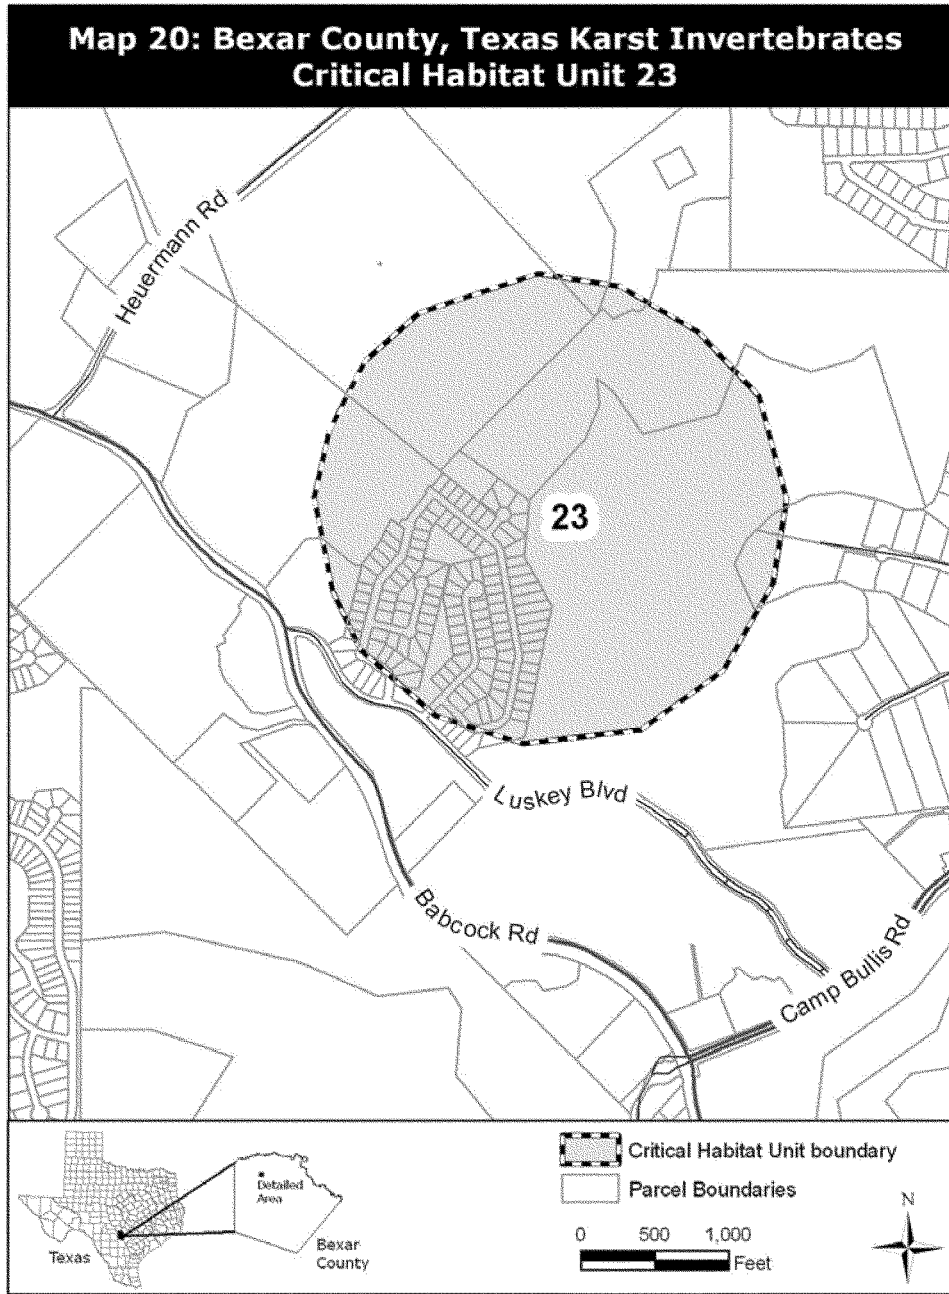 Map 20: Bexar County, Texas Karst Invertebrates
Critical Habitat Unit 23
Heuermann Rd
23
Luskey Blvd
Babcock Rd
Camp Bullis Rd
Texas
Detailed
Area
Bexar
County
Critical Habitat Unit boundary
Parcel Boundaries
0 500 1,000
Feet
N